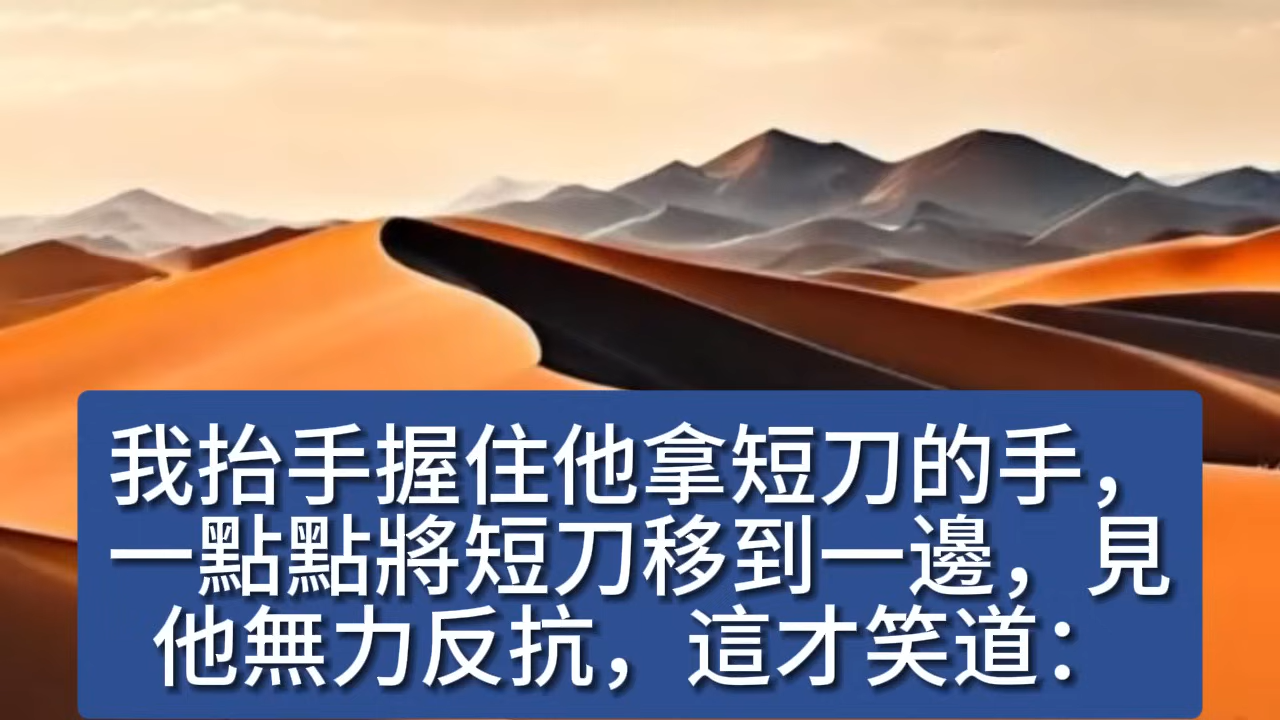 我抬手握住他拿短刀的手，
一點點將短刀移到一邊，見
他無力反抗，這才笑道：